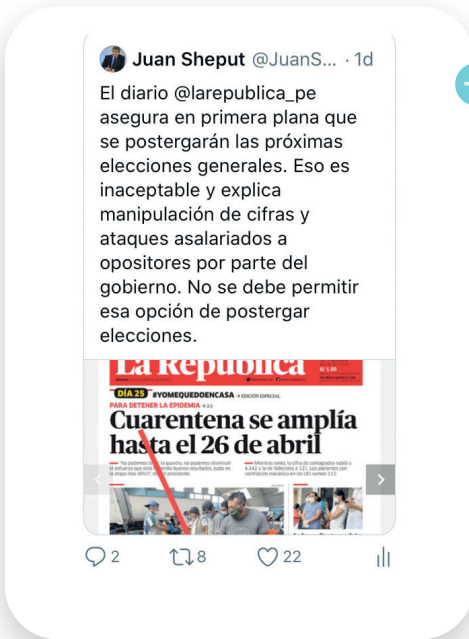 Juan Sheput @JuanS... · 1d
El diario @larepublica_pe
asegura en primera plana que
se postergarán las próximas
elecciones generales. Eso es
inaceptable y explica
manipulación de cifras y
ataques asalariados a
opositores por parte del
gobierno. No se debe permitir
esa opción de postergar
elecciones.
La República
DÍA 25 #YOMEQUEDOENCASA
EDICIÓN ESPECIAL
PARA DETENER LA EPIDEMIA
Cuarentena se amplía
hasta el 26 de abril
2 8 22